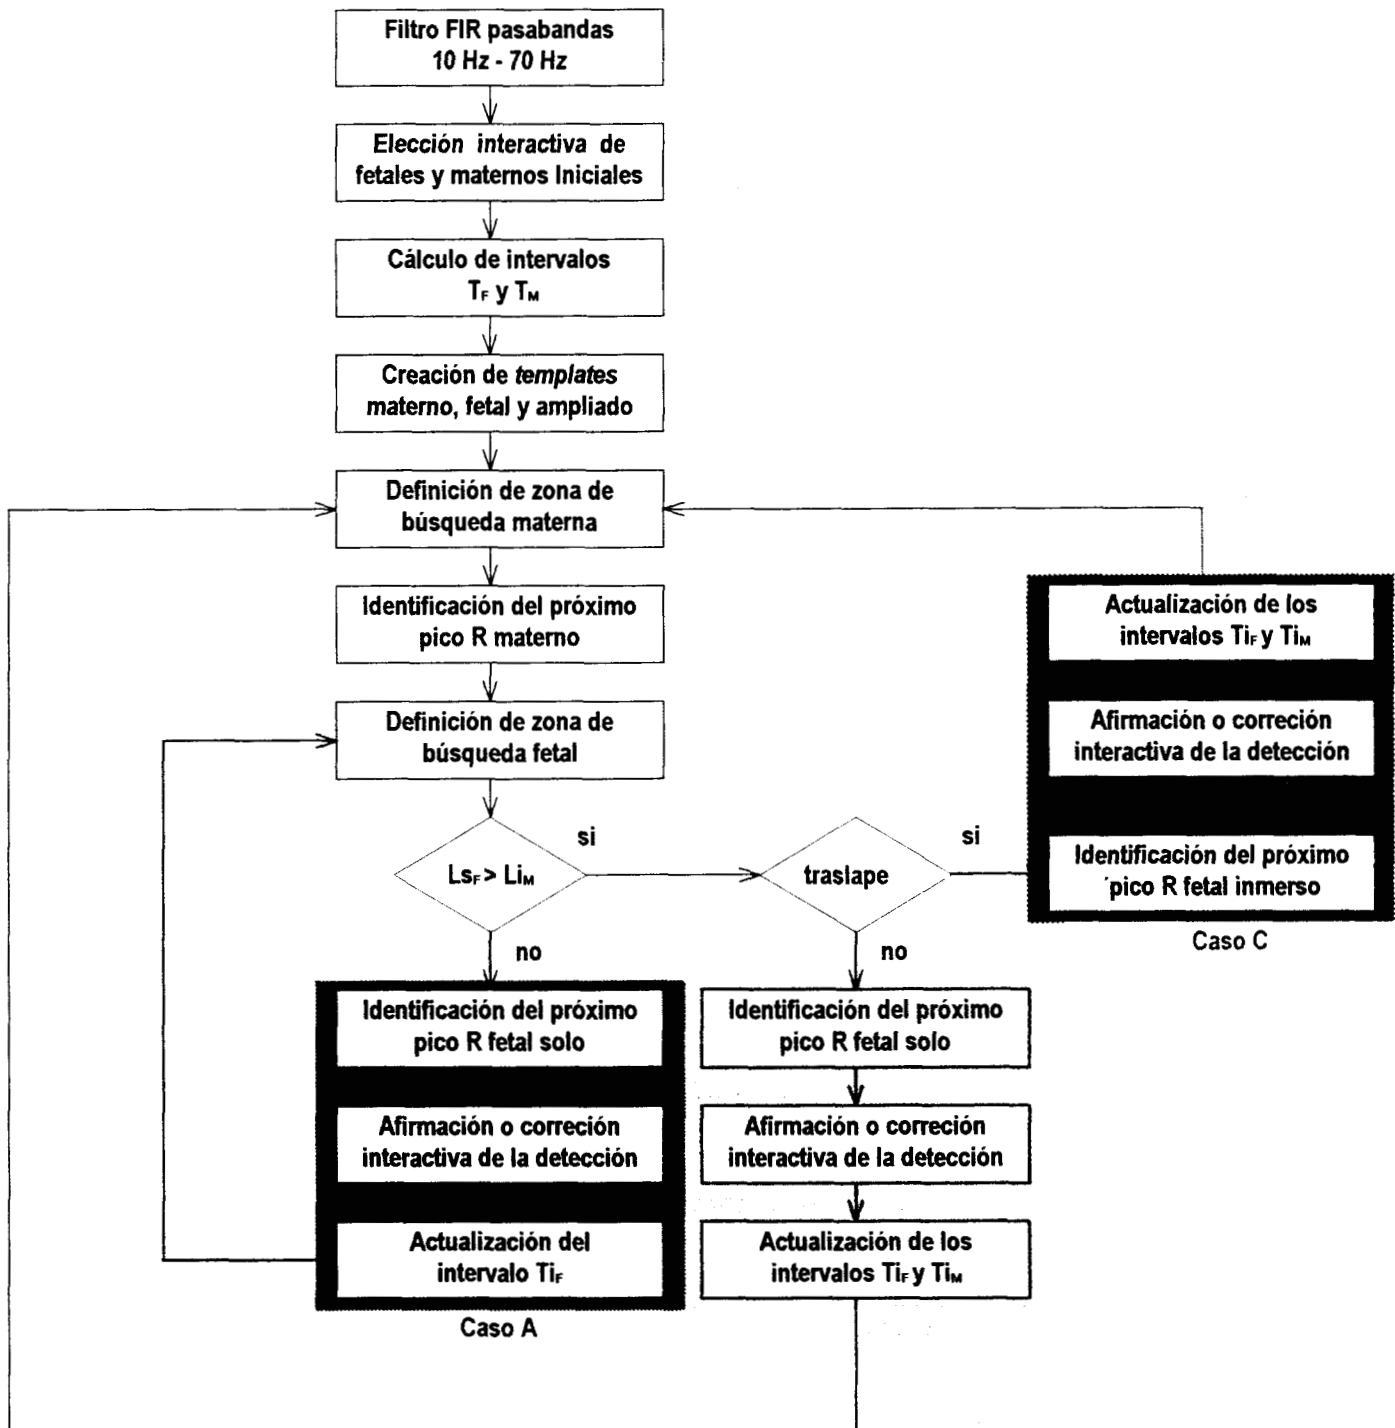 Filtro FIR pasabandas
10 Hz - 70 Hz
Elección interactiva de
fetales y maternos Iniciales
Cálculo de intervalos
TF y TM
Creación de templates
materno, fetal y ampliado
Definición de zona de
búsqueda materna
Identificación del próximo
pico R materno
Definición de zona de
búsqueda fetal
LsF > LiM
si
no
traslape
si
no
Actualización de los
intervalos TiF y TiM
Afirmación o correción
interactiva de la detección
Identificación del próximo
pico R fetal inmerso
Caso C
Identificación del próximo
pico R fetal solo
Afirmación o correción
interactiva de la detección
Actualización del
intervalo TiF
Caso A
Identificación del próximo
pico R fetal solo
Afirmación o correción
interactiva de la detección
Actualización de los
intervalos TiF y TiM